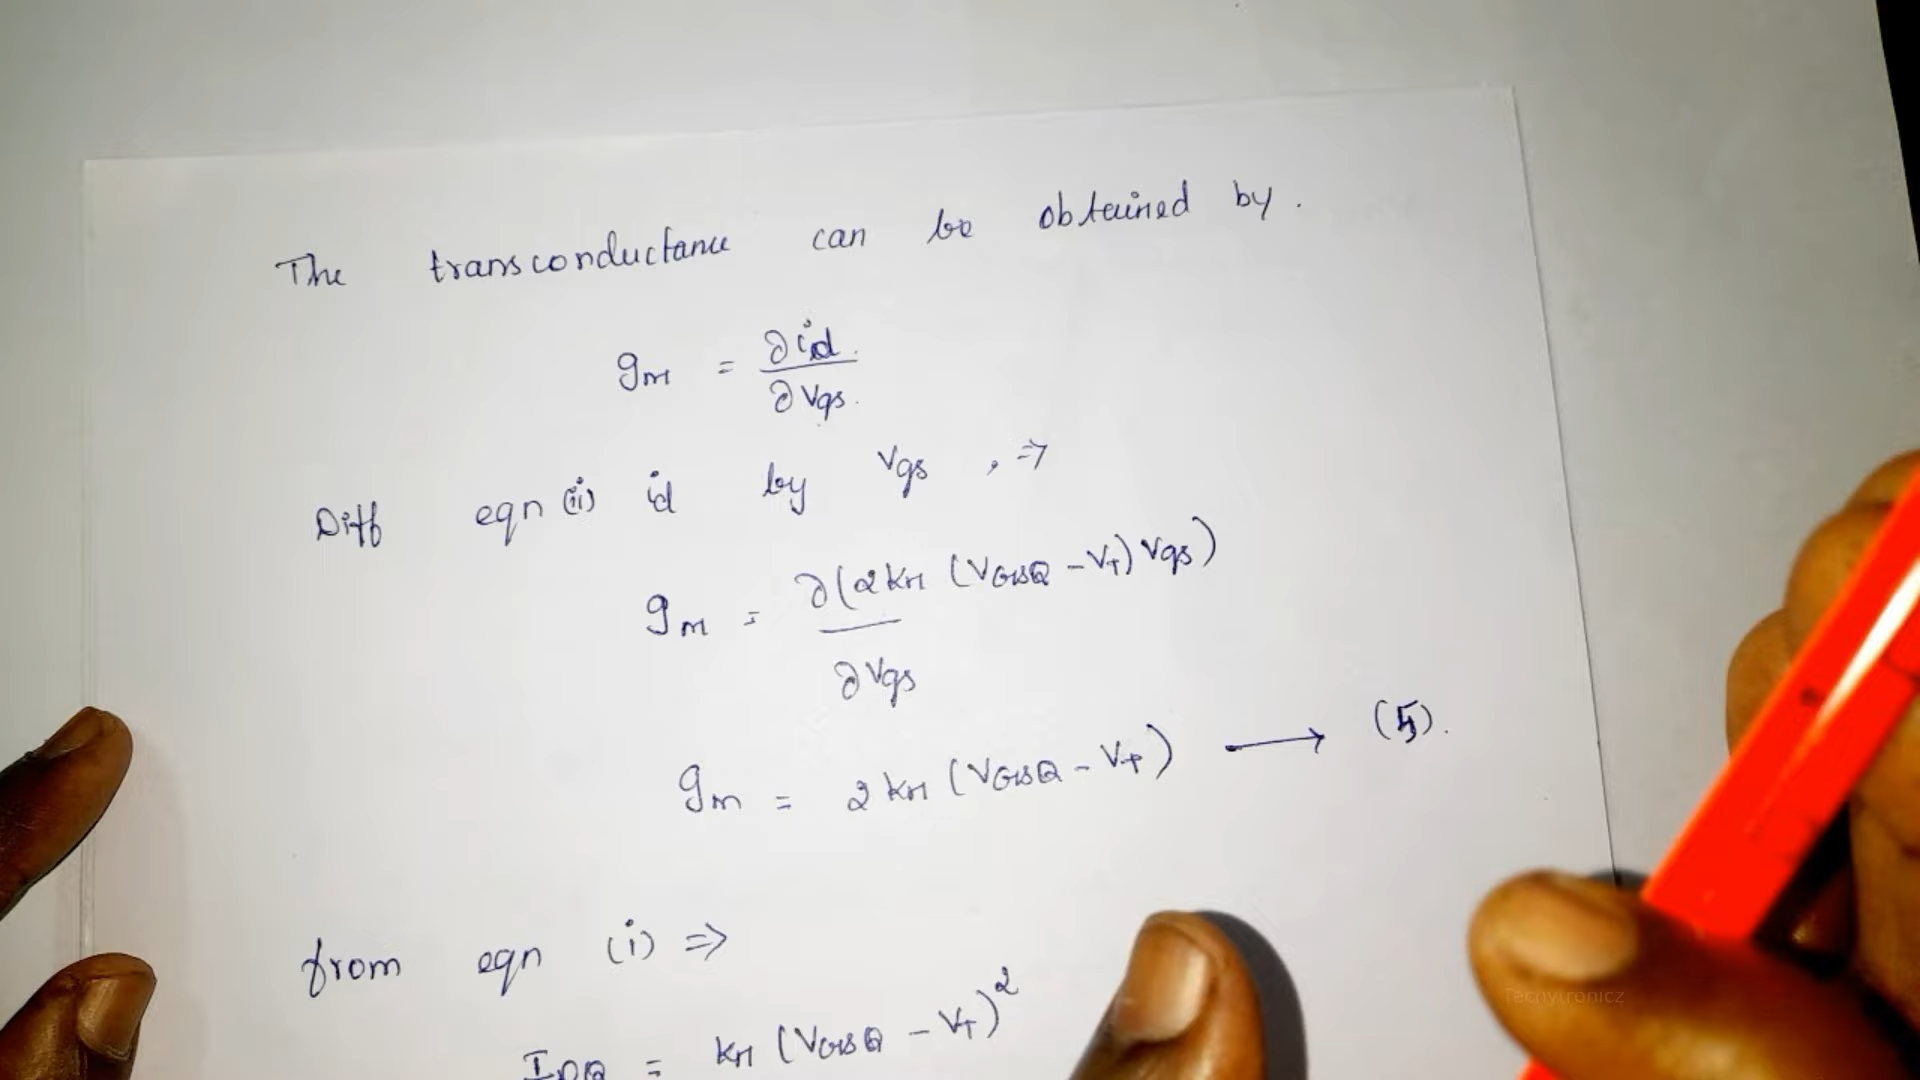 The transconductance can be obtained by.
gm = ∂id / ∂Vgs.
Diff eqn (ii) id by Vgs , ⇒
gm = ∂(2kn (VGSQ - VT) Vgs) / ∂Vgs
gm = 2kn (VGSQ - VT) → (5).
from eqn (i) ⇒
IDQ = kn (VGSQ - VT)²
Techytronicz